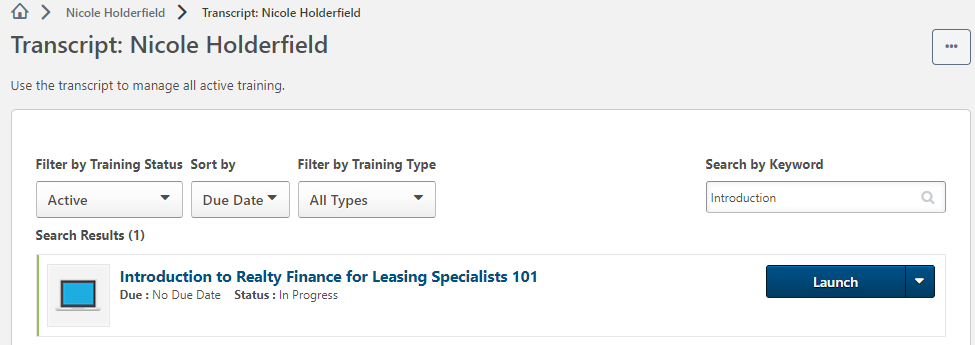 Nicole Holderfield Transcript: Nicole Holderfield
Transcript: Nicole Holderfield
...
Use the transcript to manage all active training.
Filter by Training Status Sort by Filter by Training Type Search by Keyword
Active Due Date All Types Introduction
Search Results (1)
Introduction to Realty Finance for Leasing Specialists 101
Due : No Due Date Status : In Progress
Launch